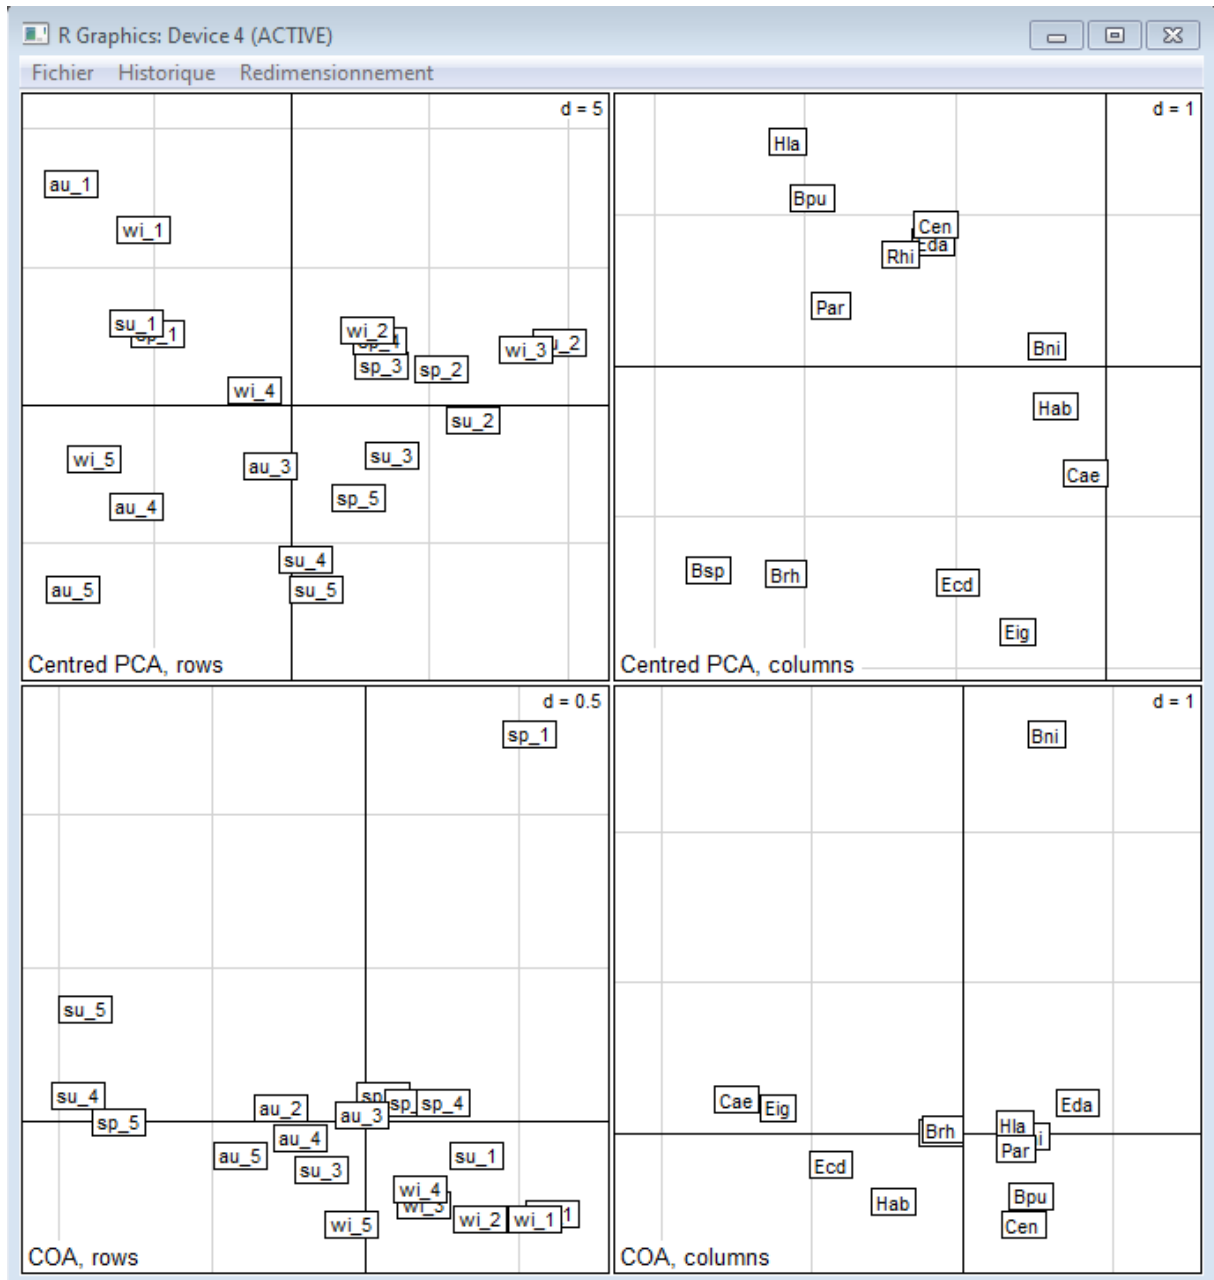 R Graphics: Device 4 (ACTIVE)
Fichier Historique Redimensionnement
d = 5
au_1
wi_1
su_1
wi_2
sp_3
sp_2
wi_3
wi_4
su_2
wi_5
au_3
su_3
au_4
sp_5
su_4
au_5
su_5
Centred PCA, rows
d = 1
Hla
Bpu
Cen
Eda
Rhi
Par
Bni
Hab
Cae
Bsp
Brh
Ecd
Eig
Centred PCA, columns
d = 0.5
sp_1
su_5
su_4
sp_5
au_2
au_3
sp_4
au_4
au_5
su_3
su_1
wi_4
wi_3
wi_5
wi_2
wi_1
COA, rows
d = 1
Bni
Cae
Eig
Eda
Hla
Brh
Par
Ecd
Hab
Bpu
Cen
COA, columns